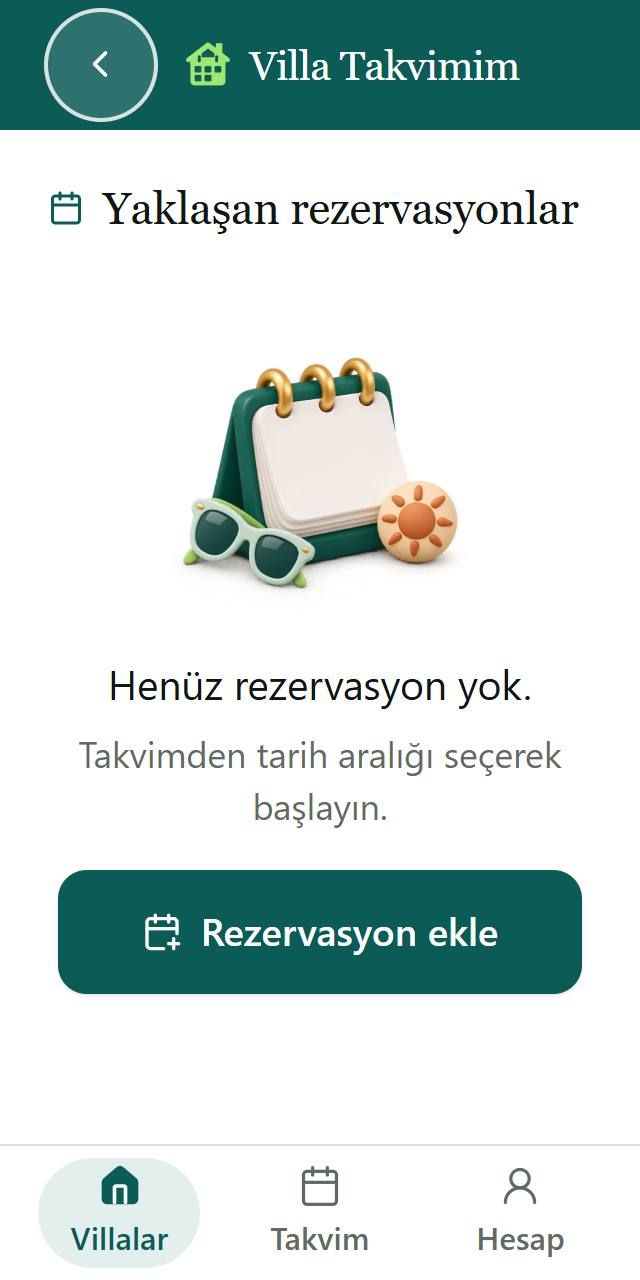 Villa Takvimim
Yaklaşan rezervasyonlar
Henüz rezervasyon yok.
Takvimden tarih aralığı seçerek
başlayın.
Rezervasyon ekle
Villalar
Takvim
Hesap